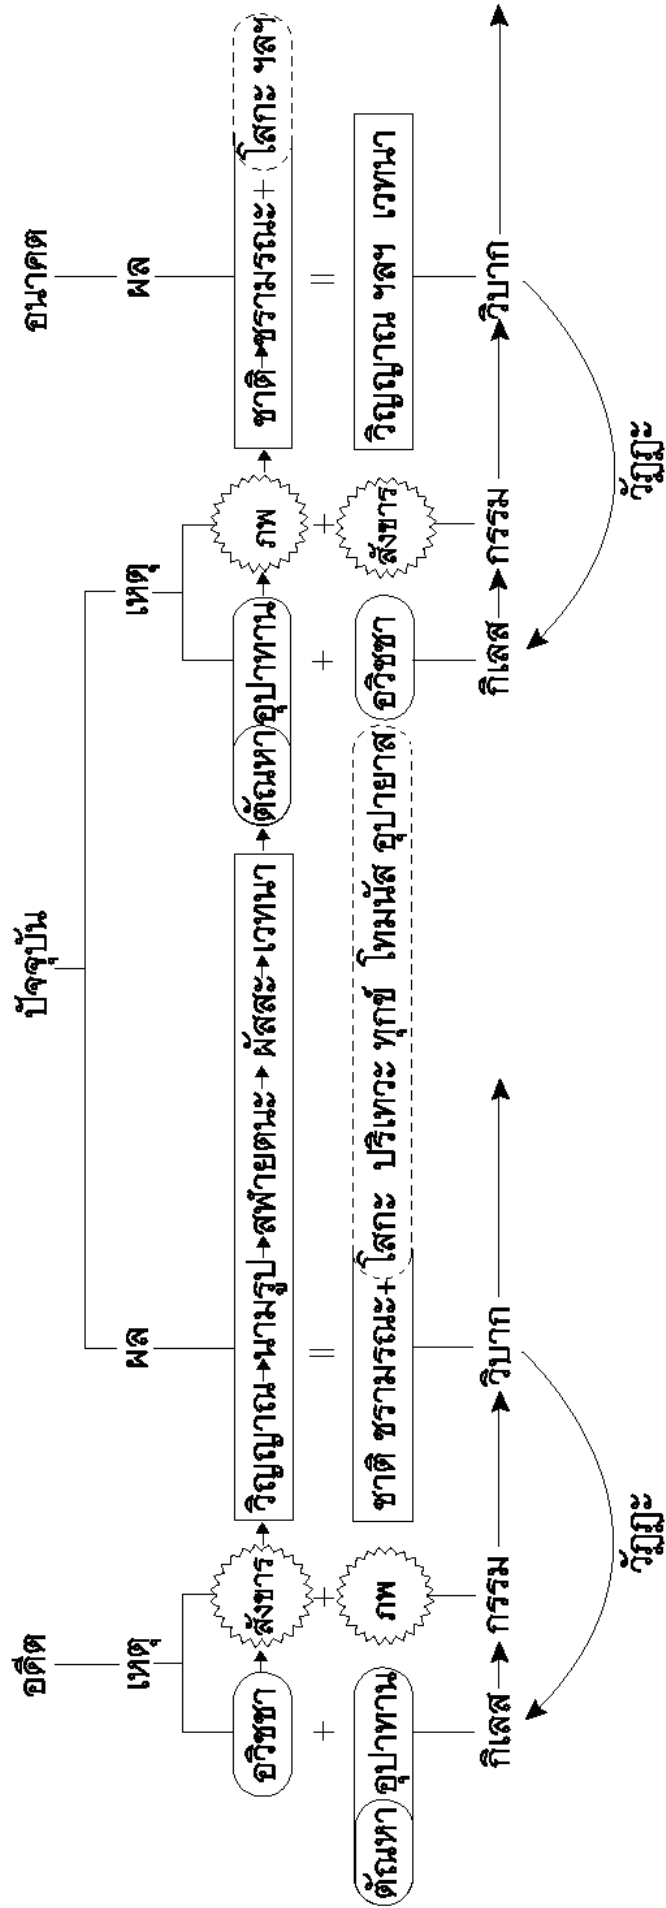 อดีต ปัจจุบัน อนาคต
เหตุ ผล เหตุ ผล
อวิชชา สังขาร วิญญาณ นามรูป สฬายตนะ ผัสสะ เวทนา ตัณหา อุปาทาน ภพ ชาติ ชรามรณะ + โสกะ ฯลฯ
+ + = + + =
ตัณหา อุปาทาน ภพ ชาติ ชรามรณะ + โสกะ ปริเทวะ ทุกข์ โทมนัส อุปายาส อวิชชา สังขาร วิญญาณ ฯลฯ เวทนา
กิเลส กรรม วิบาก กิเลส กรรม วิบาก
วัฏฏะ วัฏฏะ